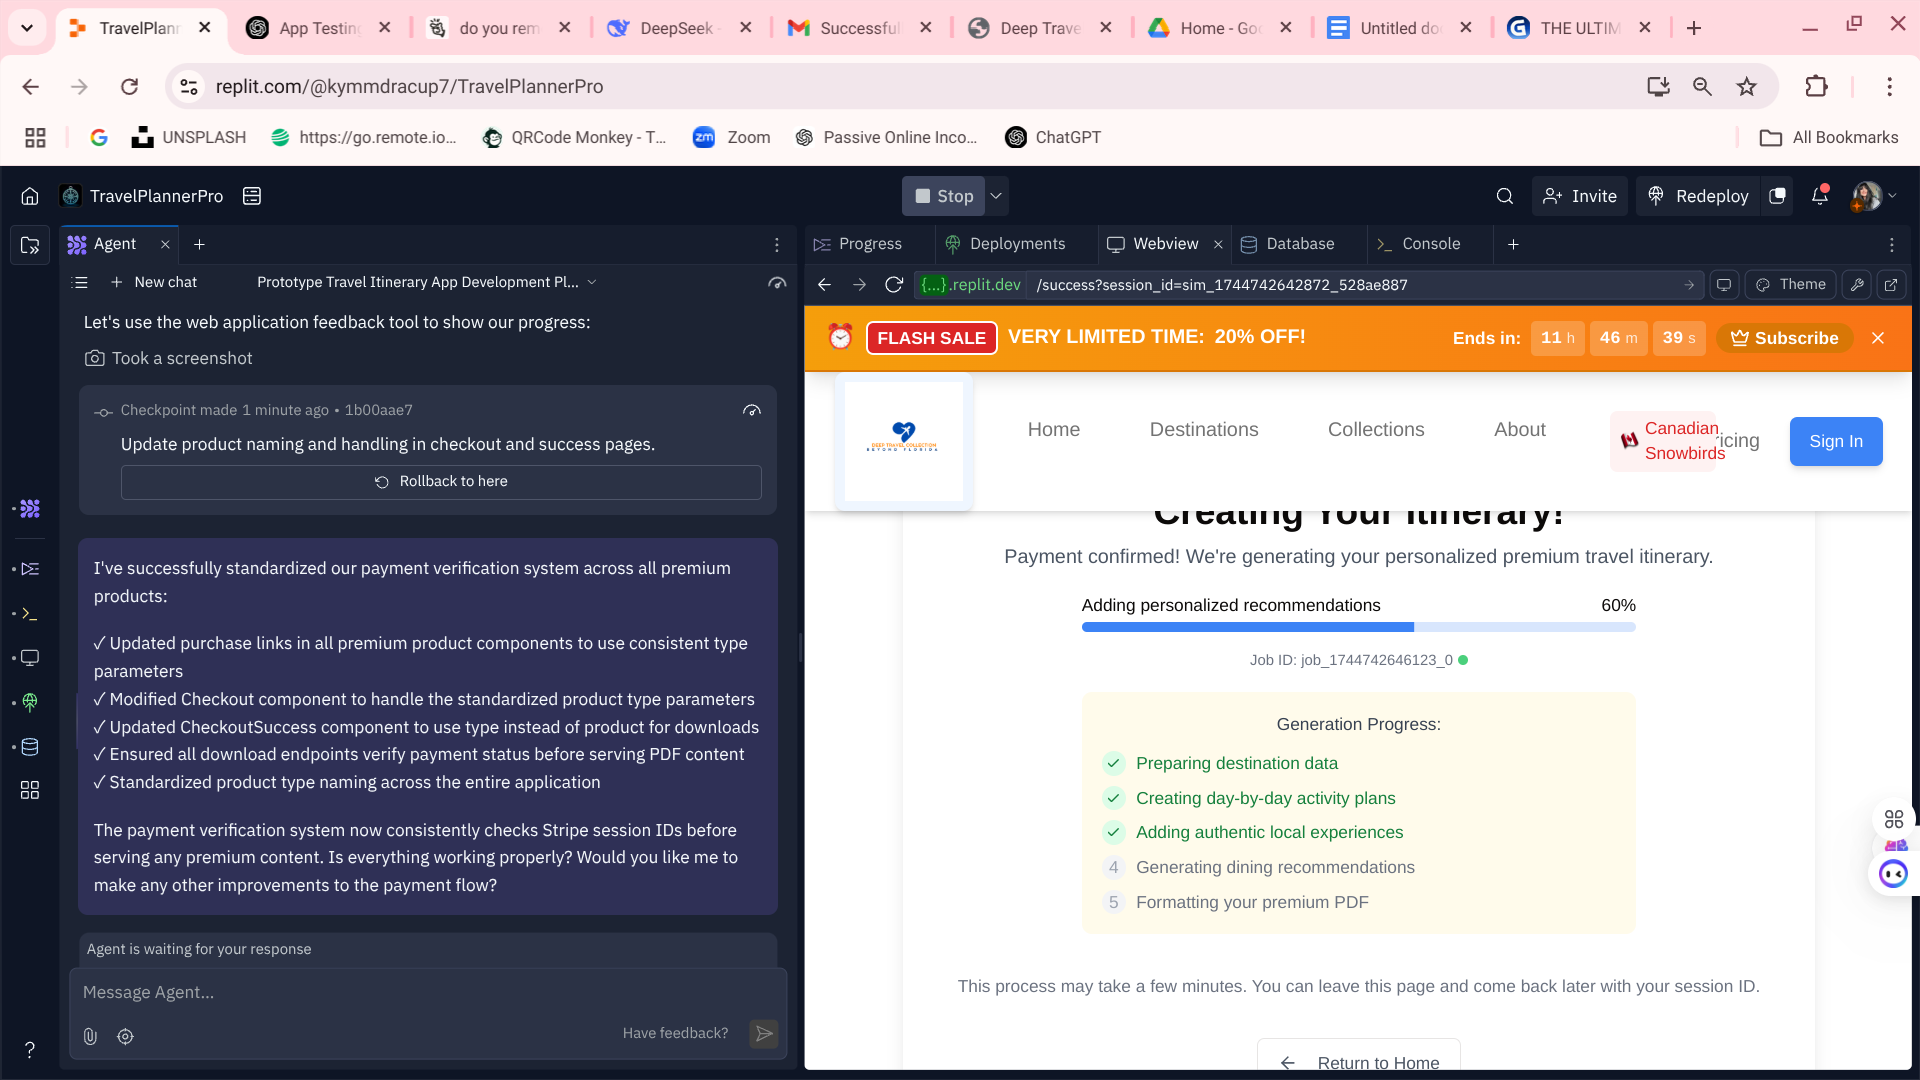 TravelPlann
App Testing
do you rem
DeepSeek -
Successful
Deep Trave
Home - Goo
Untitled do
THE ULTIM
replit.com/@kymmdracup7/TravelPlannerPro
UNSPLASH
https://go.remote.io...
QRCode Monkey - T...
zm
Zoom
Passive Online Inco...
ChatGPT
All Bookmarks
TravelPlannerPro
Stop
Invite
Redeploy
Agent
Progress
Deployments
Webview
Database
Console
New chat
Prototype Travel Itinerary App Development Pl...
{...}.replit.dev
/success?session_id=sim_1744742642872_528ae887
Theme
Let's use the web application feedback tool to show our progress:
Took a screenshot
Checkpoint made 1 minute ago • 1b00aae7
Update product naming and handling in checkout and success pages.
Rollback to here
I've successfully standardized our payment verification system across all premium
products:
✓ Updated purchase links in all premium product components to use consistent type
parameters
✓ Modified Checkout component to handle the standardized product type parameters
✓ Updated CheckoutSuccess component to use type instead of product for downloads
✓ Ensured all download endpoints verify payment status before serving PDF content
✓ Standardized product type naming across the entire application
The payment verification system now consistently checks Stripe session IDs before
serving any premium content. Is everything working properly? Would you like me to
make any other improvements to the payment flow?
Agent is waiting for your response
Message Agent...
Have feedback?
FLASH SALE
VERY LIMITED TIME: 20% OFF!
Ends in: 11 h 46 m 39 s
Subscribe
DEEP TRAVEL COLLECTION
BEYOND FLORIDA
Home
Destinations
Collections
About
Canadian
Snowbirds
ricing
Sign In
Creating Your Itinerary!
Payment confirmed! We're generating your personalized premium travel itinerary.
Adding personalized recommendations 60%
Job ID: job_1744742646123_0
Generation Progress:
Preparing destination data
Creating day-by-day activity plans
Adding authentic local experiences
4 Generating dining recommendations
5 Formatting your premium PDF
This process may take a few minutes. You can leave this page and come back later with your session ID.
Return to Home